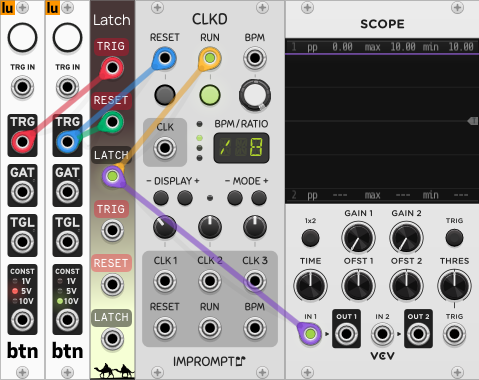 lu
TRG IN
TRG
GAT
TGL
CONST
1V
5V
10V
btn
lu
TRG IN
TRG
GAT
TGL
CONST
1V
5V
10V
btn
Latch
TRIG
RESET
LATCH
TRIG
RESET
LATCH
CLKD
RESET RUN BPM
CLK
BPM/RATIO
- DISPLAY + - MODE +
CLK 1 CLK 2 CLK 3
RESET RUN BPM
IMPROMPTU
SCOPE
1 pp 0.00 max 10.00 min 10.00
1
2 pp --- max --- min ---
1x2 GAIN 1 GAIN 2 TRIG
TIME OFST 1 OFST 2 THRES
IN 1 OUT 1 IN 2 OUT 2 TRIG
VCV